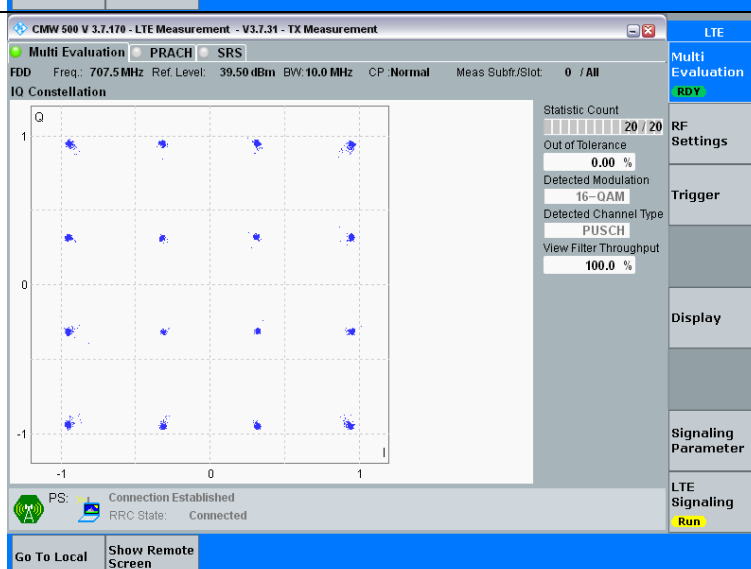 CMW 500 V 3.7.170 - LTE Measurement - V3.7.31 - TX Measurement
LTE
Multi Evaluation PRACH SRS
FDD Freq.: 707.5 MHz Ref. Level: 39.50 dBm BW: 10.0 MHz CP :Normal Meas Subfr./Slot: 0 / All
IQ Constellation
Q
1
0
-1
-1 0 1
I
Statistic Count
20 / 20
Out of Tolerance
0.00 %
Detected Modulation
16-QAM
Detected Channel Type
PUSCH
View Filter Throughput
100.0 %
Multi
Evaluation
RDY
RF
Settings
Trigger
Display
Signaling
Parameter
LTE
Signaling
Run
PS: Connection Established
RRC State: Connected
Go To Local
Show Remote
Screen